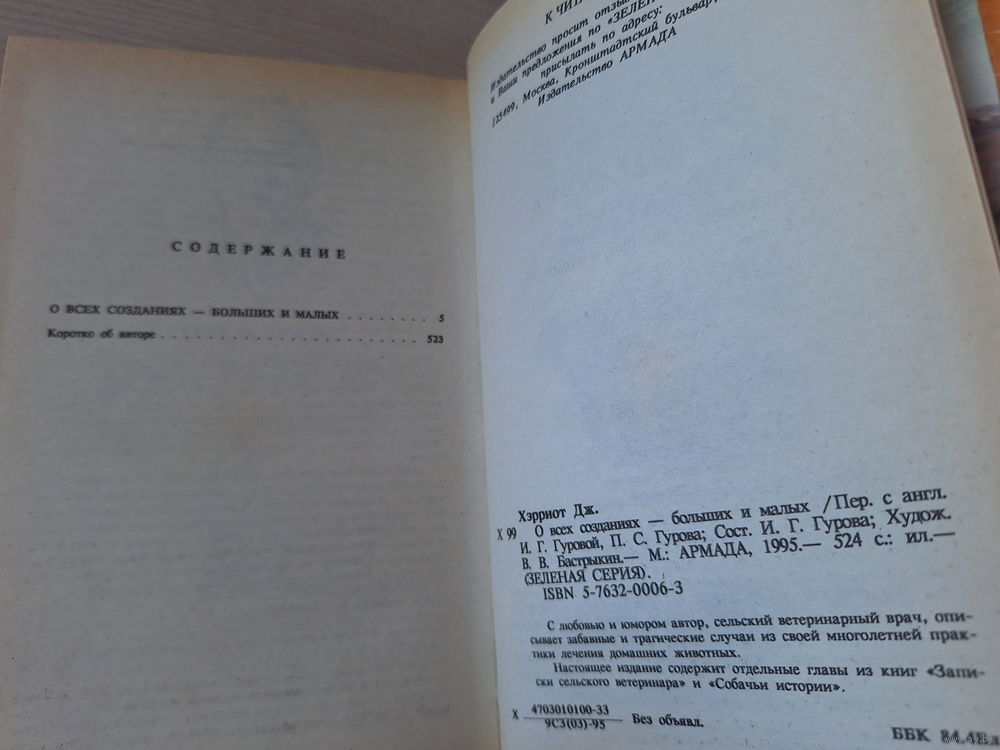 СОДЕРЖАНИЕ
О ВСЕХ СОЗДАНИЯХ — БОЛЬШИХ И МАЛЫХ . . . . . . . . 5
Коротко об авторе . . . . . . . . . . . . . . . . . . . . . . . 523
К ЧИТ
Издательство просит отзы
и Ваши предложения по «ЗЕЛЕН
присылать по адресу:
125499, Москва, Кронштадтский бульвар,
Издательство АРМАДА
Хэрриот Дж.
Х 99 О всех созданиях — больших и малых /Пер. с англ.
И. Г. Гуровой, П. С. Гурова; Сост. И. Г. Гурова; Худож.
В. В. Бастрыкин.— М.: АРМАДА, 1995.— 524 с.: ил.—
(ЗЕЛЕНАЯ СЕРИЯ).
ISBN 5-7632-0006-3
С любовью и юмором автор, сельский ветеринарный врач, опи-
сывает забавные и трагические случаи из своей многолетней прак-
тики лечения домашних животных.
Настоящее издание содержит отдельные главы из книг «Запи-
ски сельского ветеринара» и «Собачьи истории».
Х 4703010100-33
9С3(03)-95 Без объявл.
ББК